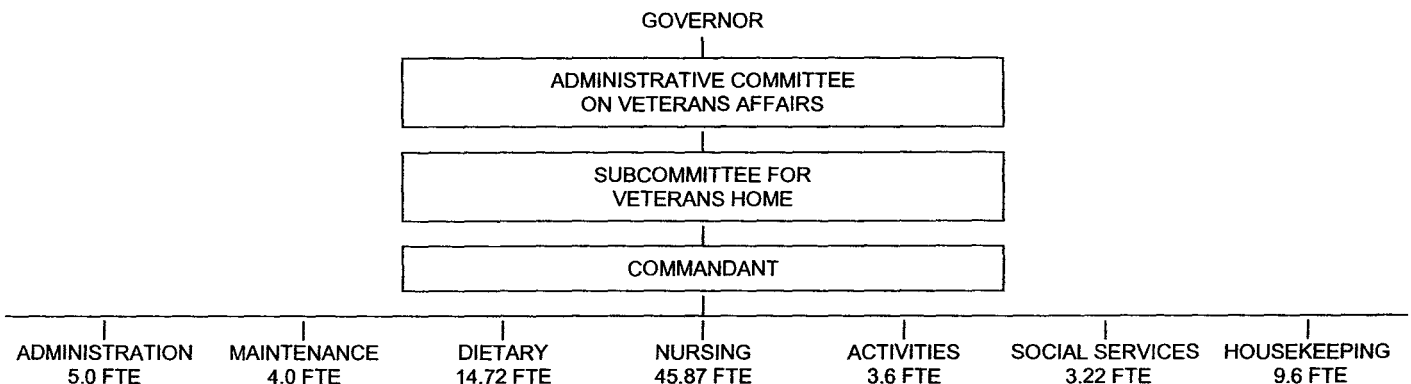 GOVERNOR
ADMINISTRATIVE COMMITTEE
ON VETERANS AFFAIRS
SUBCOMMITTEE FOR
VETERANS HOME
COMMANDANT
ADMINISTRATION MAINTENANCE DIETARY NURSING ACTIVITIES SOCIAL SERVICES HOUSEKEEPING
5.0 FTE 4.0 FTE 14.72 FTE 45.87 FTE 3.6 FTE 3.22 FTE 9.6 FTE